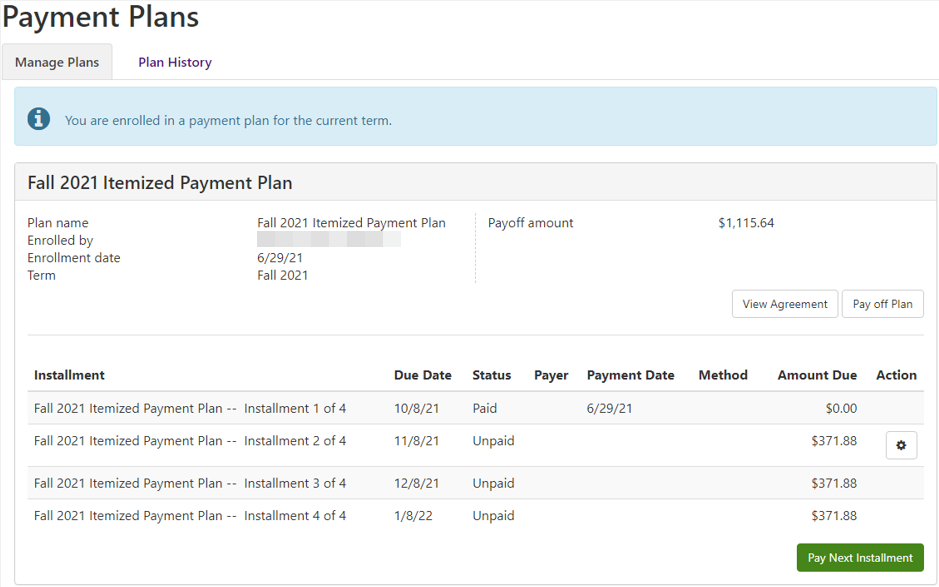 Payment Plans
Manage Plans Plan History
You are enrolled in a payment plan for the current term.
Fall 2021 Itemized Payment Plan
Plan name Fall 2021 Itemized Payment Plan Payoff amount $1,115.64
Enrolled by
Enrollment date 6/29/21
Term Fall 2021
View Agreement Pay off Plan
Installment Due Date Status Payer Payment Date Method Amount Due Action
Fall 2021 Itemized Payment Plan -- Installment 1 of 4 10/8/21 Paid 6/29/21 $0.00
Fall 2021 Itemized Payment Plan -- Installment 2 of 4 11/8/21 Unpaid $371.88
Fall 2021 Itemized Payment Plan -- Installment 3 of 4 12/8/21 Unpaid $371.88
Fall 2021 Itemized Payment Plan -- Installment 4 of 4 1/8/22 Unpaid $371.88
Pay Next Installment